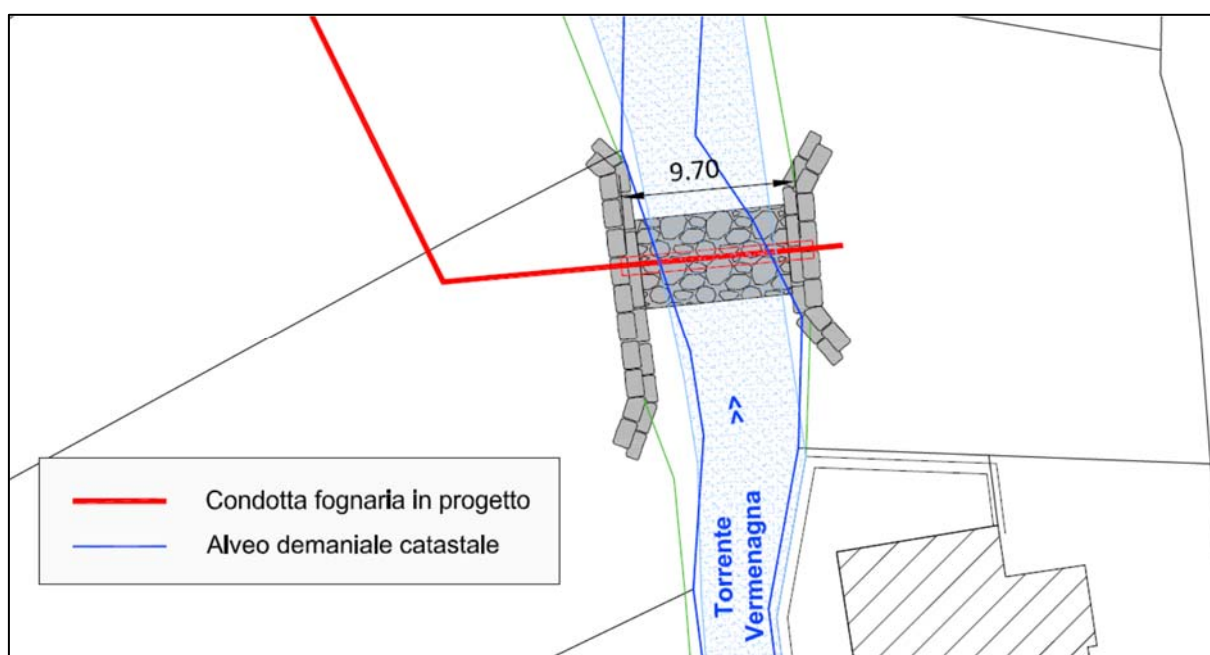 9.70
>>
Condotta fognaria in progetto
Alveo demaniale catastale
Torrente
Vermenagna